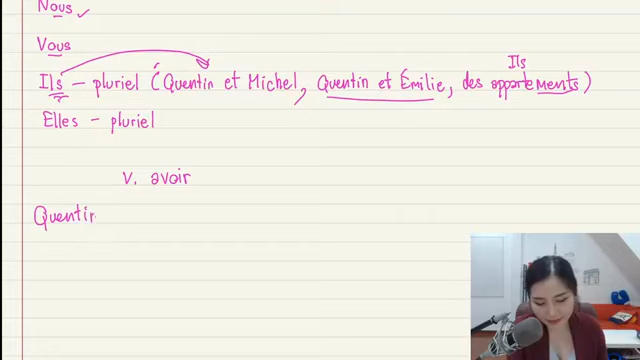 Nous ✓
Vous
Ils
Ils – pluriel (Quentin et Michel, Quentin et Émilie, des appartements)
Elles – pluriel
v. avoir
Quentin